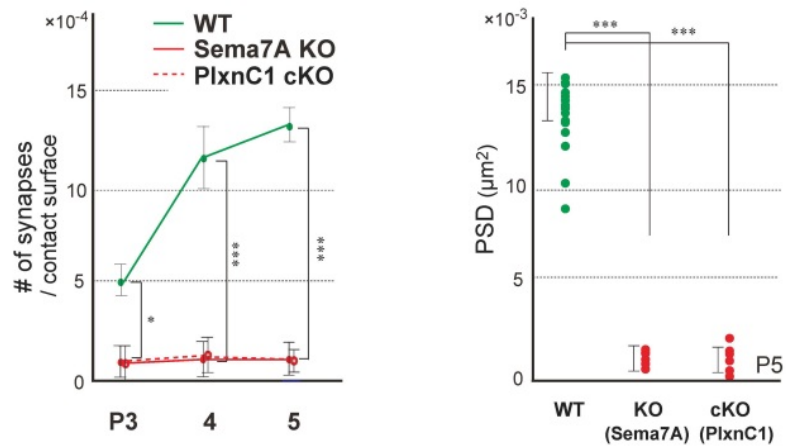 ×10⁻⁴
WT
Sema7A KO
PlxnC1 cKO
15
10
5
0
# of synapses
/ contact surface
*
***
***
P3 4 5
×10⁻³
***
***
15
10
5
0
PSD (μm²)
P5
WT KO cKO
(Sema7A) (PlxnC1)